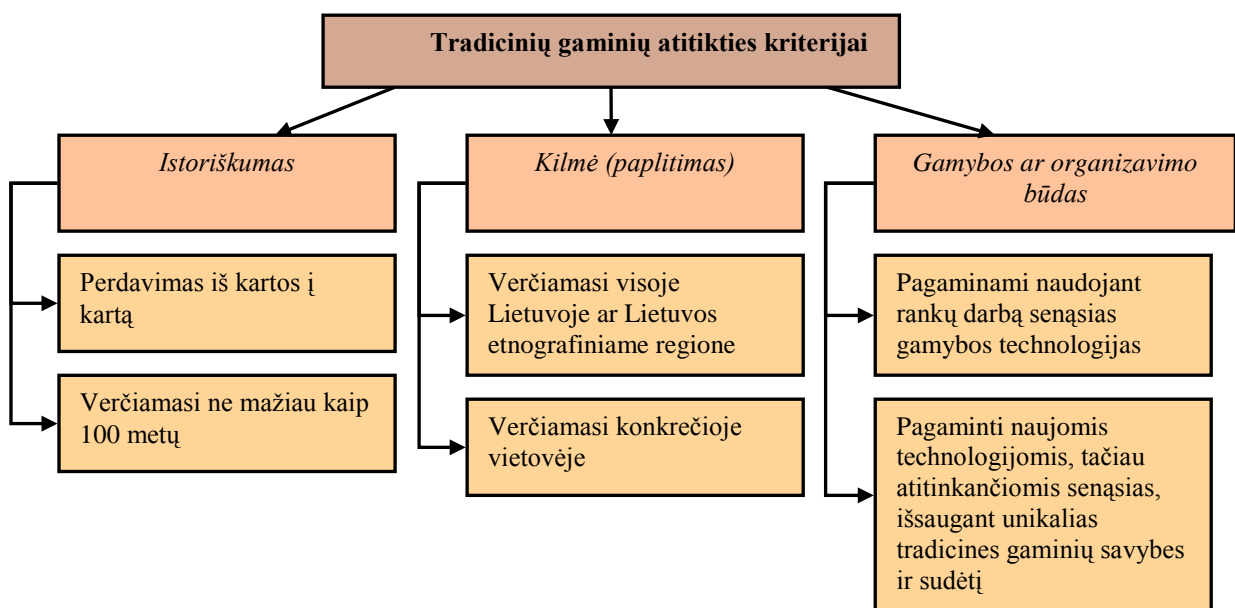 Tradicinių gaminių atitikties kriterijai
Istoriškumas
Perdavimas iš kartos į
kartą
Verčiamasi ne mažiau kaip
100 metų
Kilmė (paplitimas)
Verčiamasi visoje
Lietuvoje ar Lietuvos
etnografiniame regione
Verčiamasi konkrečioje
vietovėje
Gamybos ar organizavimo
būdas
Pagaminami naudojant
rankų darbą senąsias
gamybos technologijas
Pagaminti naujomis
technologijomis, tačiau
atitinkančiomis senąsias,
išsaugant unikalias
tradicines gaminių savybes
ir sudėtį